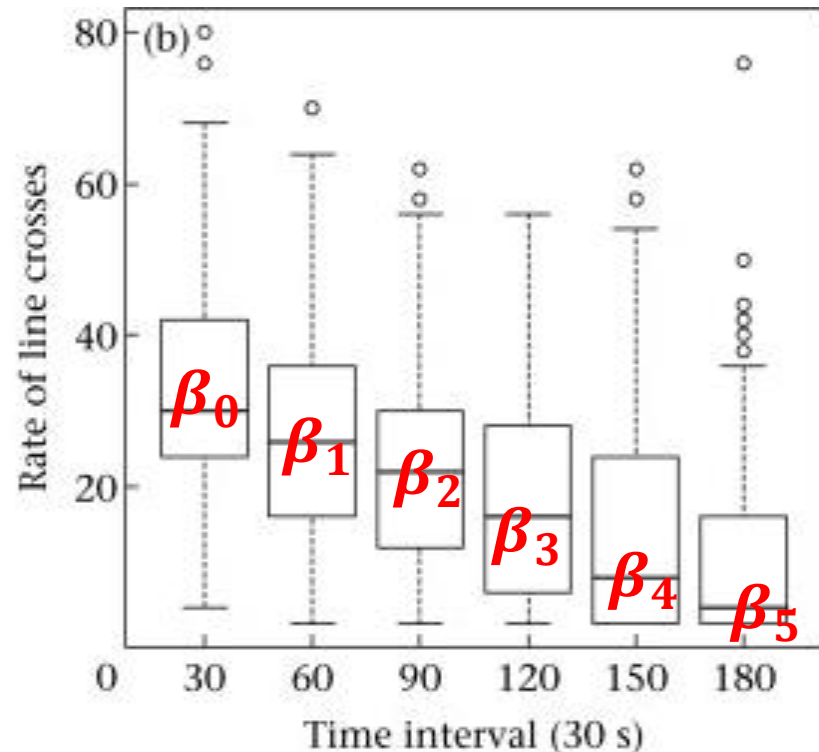 (b)
80
60
40
20
0
Rate of line crosses
β₀
β₁
β₂
β₃
β₄
β₅
30 60 90 120 150 180
Time interval (30 s)